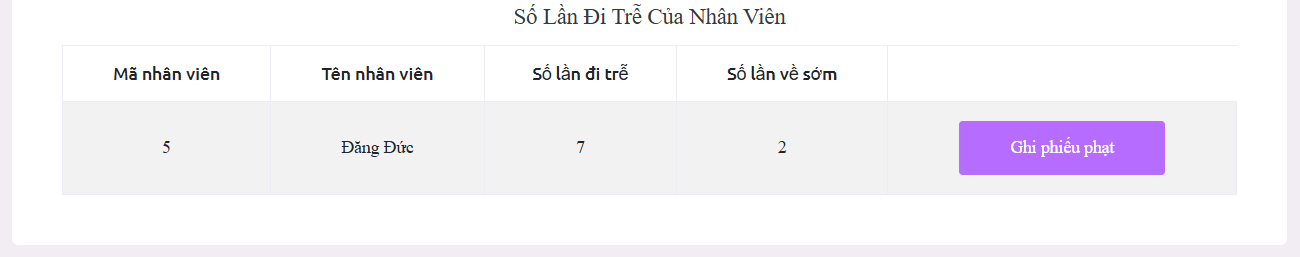 Số Lần Đi Trễ Của Nhân Viên
Mã nhân viên Tên nhân viên Số lần đi trễ Số lần về sớm
5 Đăng Đức 7 2 Ghi phiếu phạt